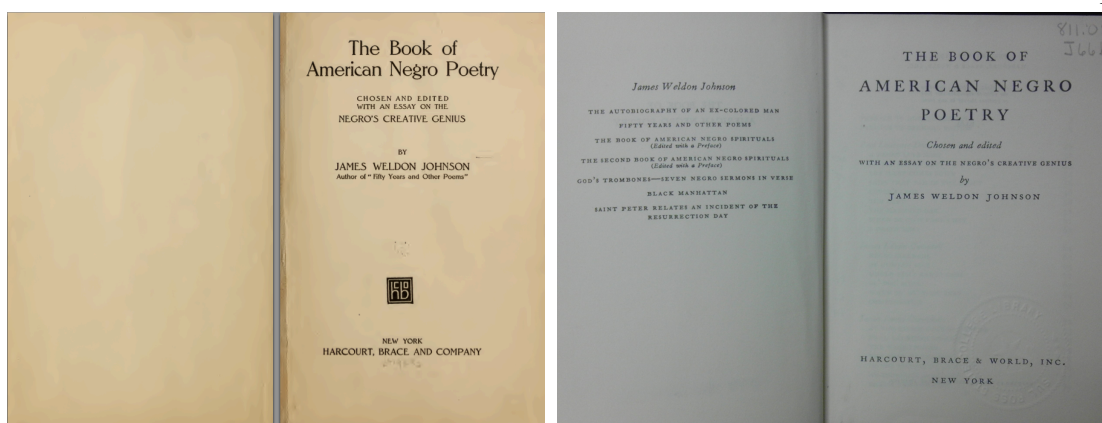 The Book of
American Negro Poetry
CHOSEN AND EDITED
WITH AN ESSAY ON THE
NEGRO'S CREATIVE GENIUS
BY
JAMES WELDON JOHNSON
Author of "Fifty Years and Other Poems"
NEW YORK
HARCOURT, BRACE AND COMPANY
James Weldon Johnson
THE AUTOBIOGRAPHY OF AN EX-COLORED MAN
FIFTY YEARS AND OTHER POEMS
THE BOOK OF AMERICAN NEGRO SPIRITUALS
(Edited with a Preface)
THE SECOND BOOK OF AMERICAN NEGRO SPIRITUALS
(Edited with a Preface)
GOD'S TROMBONES—SEVEN NEGRO SERMONS IN VERSE
BLACK MANHATTAN
SAINT PETER RELATES AN INCIDENT OF THE
RESURRECTION DAY
THE BOOK OF
AMERICAN NEGRO
POETRY
Chosen and edited
WITH AN ESSAY ON THE NEGRO'S CREATIVE GENIUS
by
JAMES WELDON JOHNSON
HARCOURT, BRACE & WORLD, INC.
NEW YORK